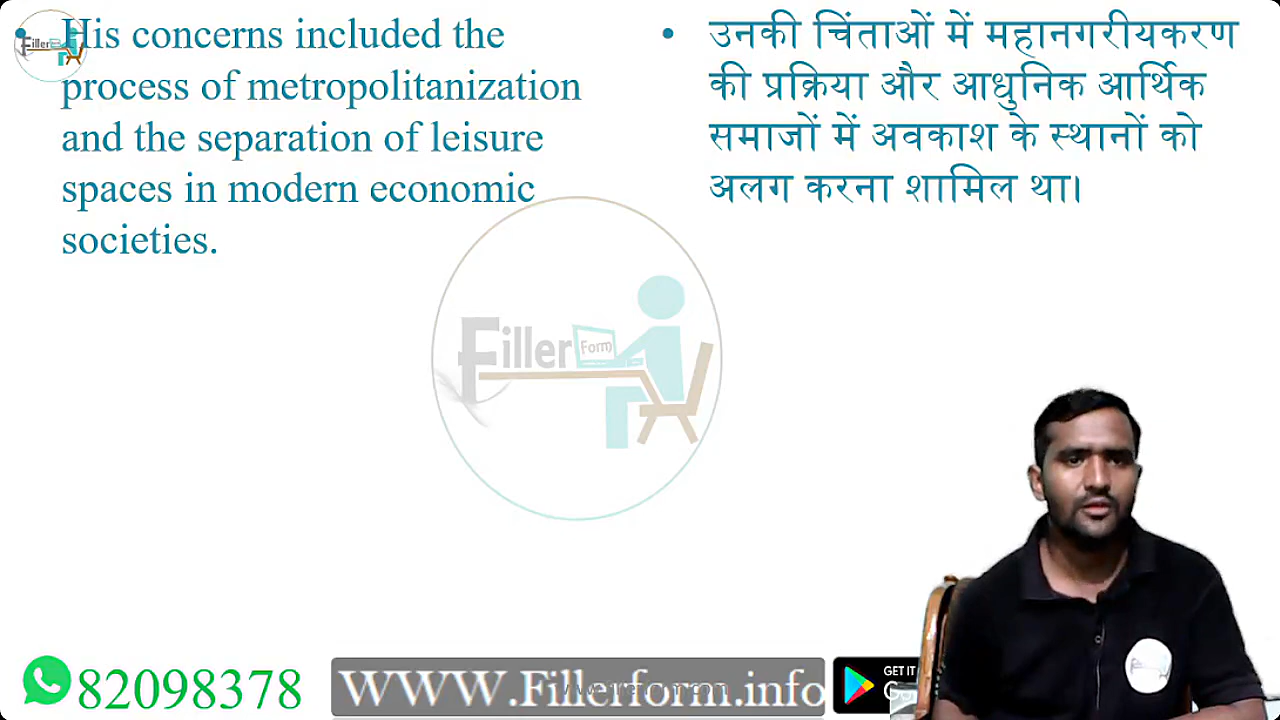 • His concerns included the
process of metropolitanization
and the separation of leisure
spaces in modern economic
societies.
• उनकी चिंताओं में महानगरीयकरण
की प्रक्रिया और आधुनिक आर्थिक
समाजों में अवकाश के स्थानों को
अलग करना शामिल था।
Filler Form
82098378
WWW.Fillerform.info
GET IT